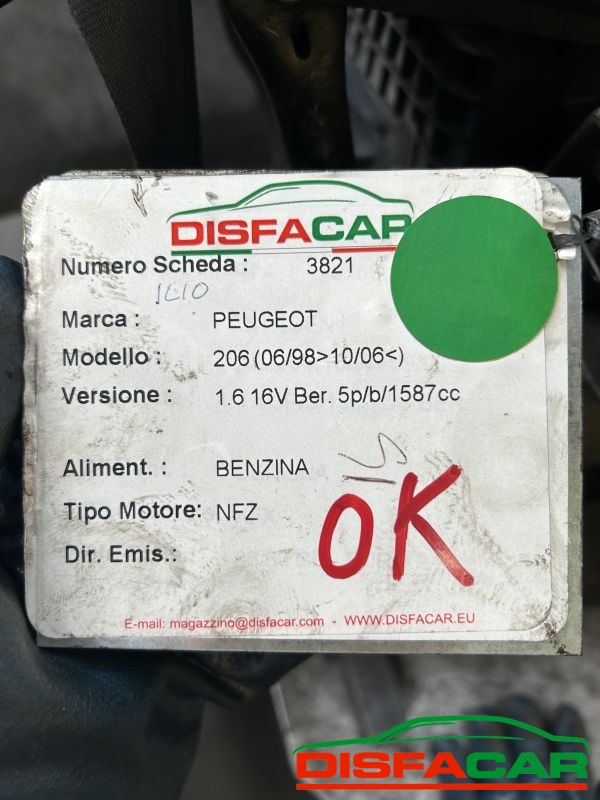 DISFACAR
Numero Scheda : 3821
1L10
Marca : PEUGEOT
Modello : 206 (06/98>10/06<)
Versione : 1.6 16V Ber. 5p/b/1587cc
Aliment. : BENZINA
Tipo Motore: NFZ
OK
Dir. Emis.:
E-mail: magazzino@disfacar.com - WWW.DISFACAR.EU
DISFACAR